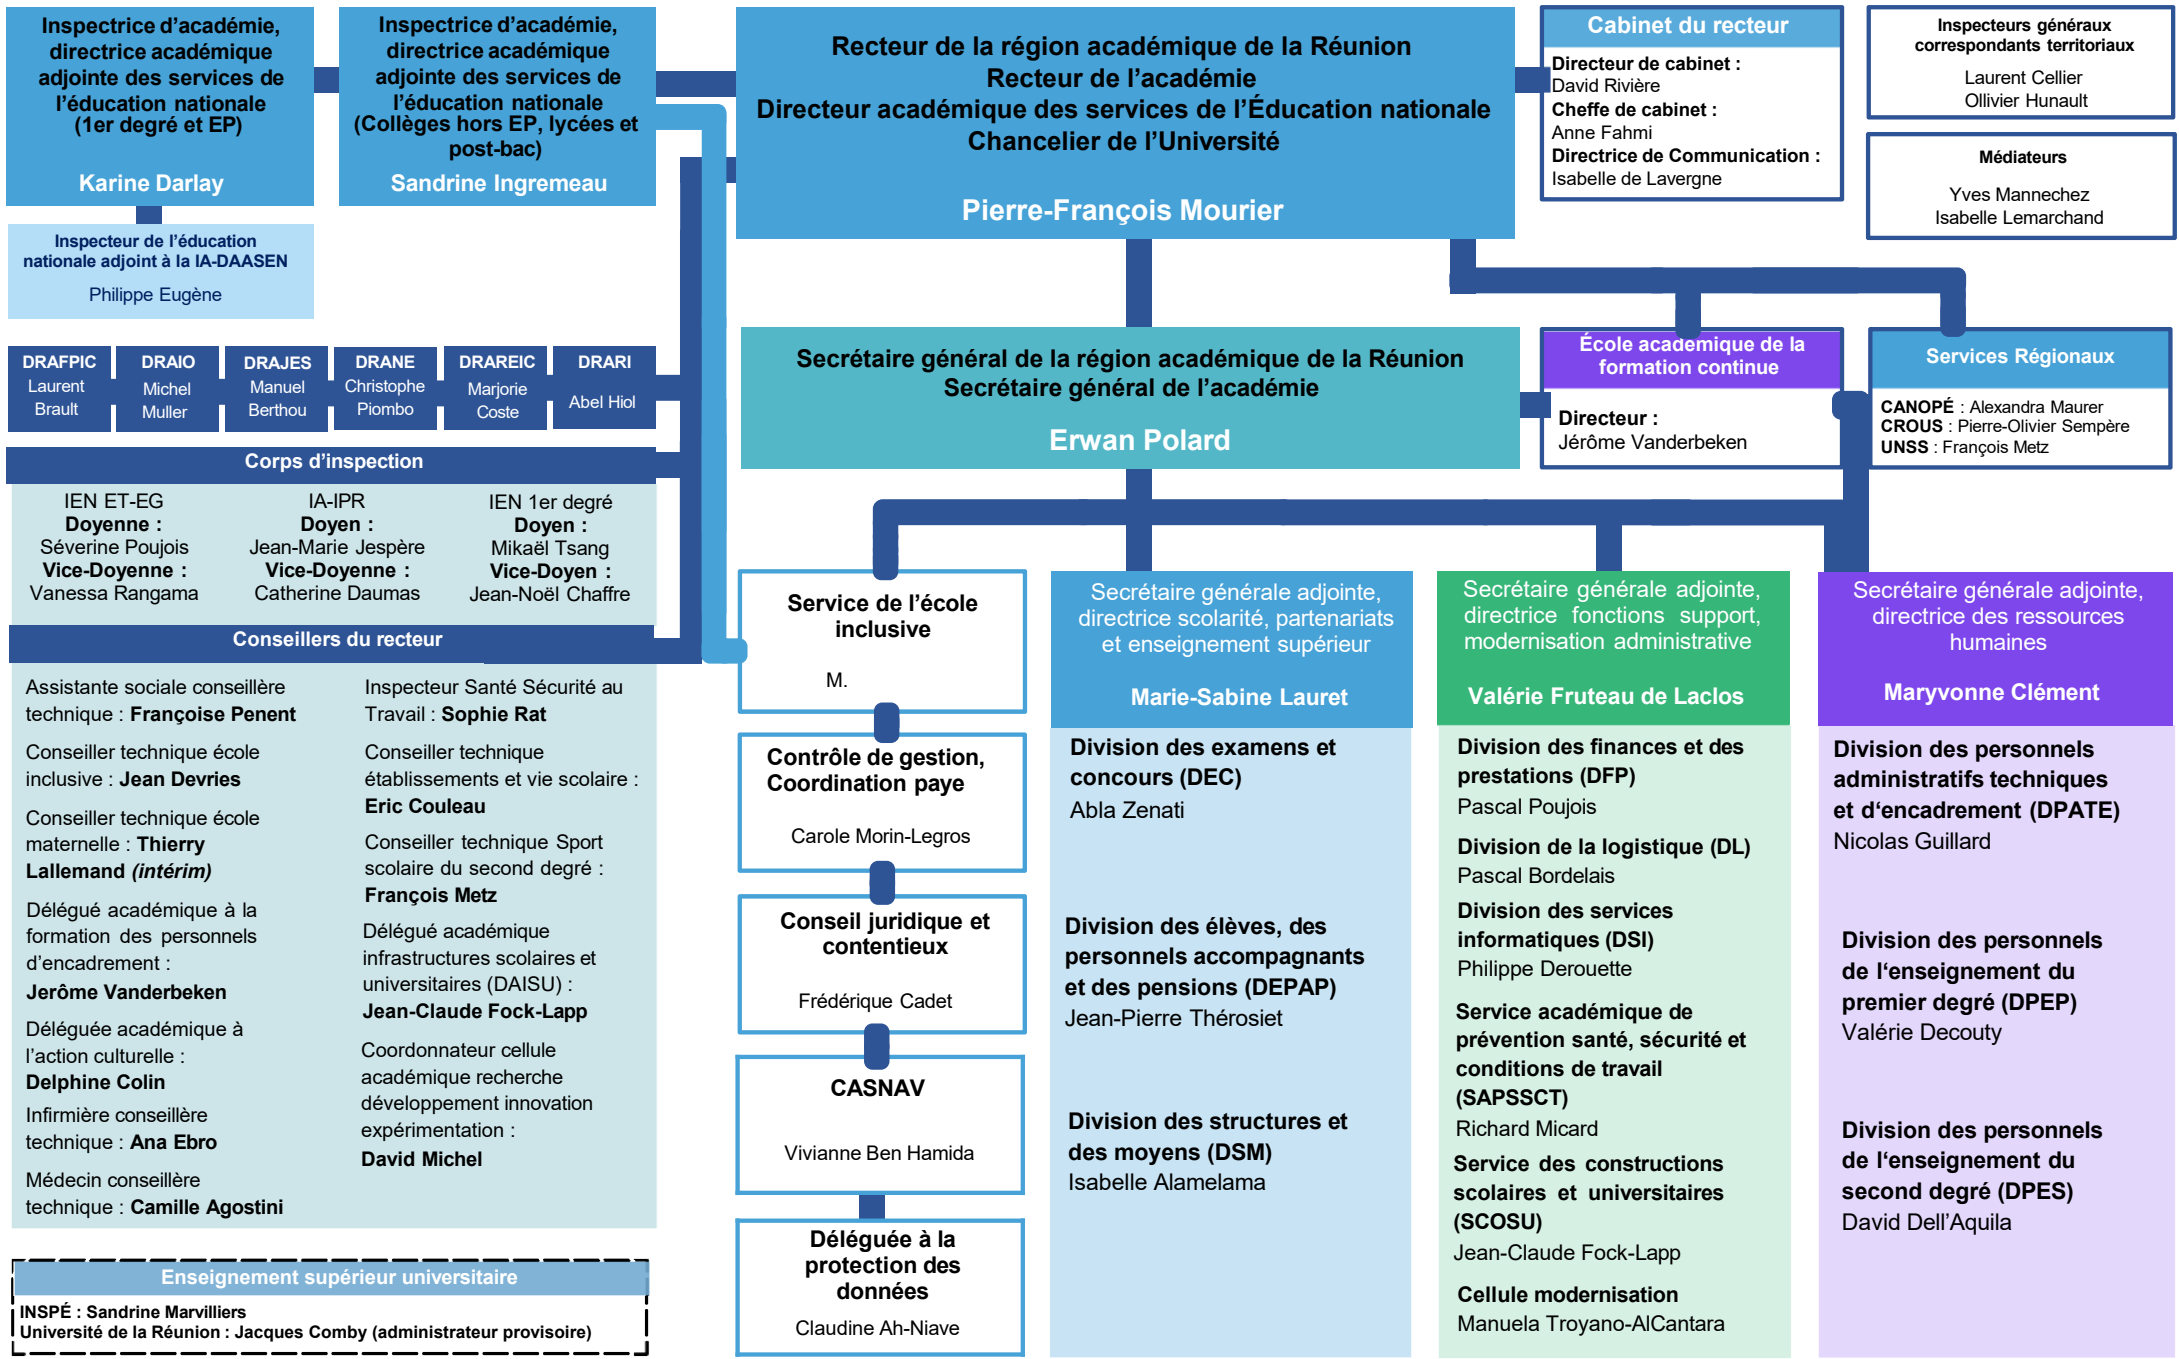 Inspectrice d'académie,
directrice académique
adjointe des services de
l'éducation nationale
(1er degré et EP)
Karine Darlay
Inspectrice d'académie,
directrice académique
adjointe des services de
l'éducation nationale
(Collèges hors EP, lycées et
post-bac)
Sandrine Ingremeau
Recteur de la région académique de la Réunion
Recteur de l'académie
Directeur académique des services de l'Éducation nationale
Chancelier de l'Université
Pierre-François Mourier
Cabinet du recteur
Directeur de cabinet :
David Rivière
Cheffe de cabinet :
Anne Fahmi
Directrice de Communication :
Isabelle de Lavergne
Inspecteurs généraux
correspondants territoriaux
Laurent Cellier
Ollivier Hunault
Médiateurs
Yves Mannechez
Isabelle Lemarchand
Inspecteur de l'éducation
nationale adjoint à la IA-DAASEN
Philippe Eugène
DRAFPIC
Laurent
Brault
DRAIO
Michel
Muller
DRAJES
Manuel
Berthou
DRANE
Christophe
Piombo
DRAREIC
Marjorie
Coste
DRARI
Abel Hiol
Secrétaire général de la région académique de la Réunion
Secrétaire général de l'académie
Erwan Polard
École académique de la
formation continue
Directeur :
Jérôme Vanderbeken
Services Régionaux
CANOPÉ : Alexandra Maurer
CROUS : Pierre-Olivier Sempère
UNSS : François Metz
Corps d'inspection
IEN ET-EG
Doyenne :
Séverine Poujois
Vice-Doyenne :
Vanessa Rangama
IA-IPR
Doyen :
Jean-Marie Jespère
Vice-Doyenne :
Catherine Daumas
IEN 1er degré
Doyen :
Mikaël Tsang
Vice-Doyen :
Jean-Noël Chaffre
Conseillers du recteur
Assistante sociale conseillère
technique : Françoise Penent
Conseiller technique école
inclusive : Jean Devries
Conseiller technique école
maternelle : Thierry
Lallemand (intérim)
Délégué académique à la
formation des personnels
d'encadrement :
Jerôme Vanderbeken
Déléguée académique à
l'action culturelle :
Delphine Colin
Infirmière conseillère
technique : Ana Ebro
Médecin conseillère
technique : Camille Agostini
Inspecteur Santé Sécurité au
Travail : Sophie Rat
Conseiller technique
établissements et vie scolaire :
Eric Couleau
Conseiller technique Sport
scolaire du second degré :
François Metz
Délégué académique
infrastructures scolaires et
universitaires (DAISU) :
Jean-Claude Fock-Lapp
Coordonnateur cellule
académique recherche
développement innovation
expérimentation :
David Michel
Enseignement supérieur universitaire
INSPÉ : Sandrine Marvilliers
Université de la Réunion : Jacques Comby (administrateur provisoire)
Service de l'école
inclusive
M.
Contrôle de gestion,
Coordination paye
Carole Morin-Legros
Conseil juridique et
contentieux
Frédérique Cadet
CASNAV
Vivianne Ben Hamida
Déléguée à la
protection des
données
Claudine Ah-Niave
Secrétaire générale adjointe,
directrice scolarité, partenariats
et enseignement supérieur
Marie-Sabine Lauret
Division des examens et
concours (DEC)
Abla Zenati
Division des élèves, des
personnels accompagnants
et des pensions (DEPAP)
Jean-Pierre Thérosiet
Division des structures et
des moyens (DSM)
Isabelle Alamelama
Secrétaire générale adjointe,
directrice fonctions support,
modernisation administrative
Valérie Fruteau de Laclos
Division des finances et des
prestations (DFP)
Pascal Poujois
Division de la logistique (DL)
Pascal Bordelais
Division des services
informatiques (DSI)
Philippe Derouette
Service académique de
prévention santé, sécurité et
conditions de travail
(SAPSSCT)
Richard Micard
Service des constructions
scolaires et universitaires
(SCOSU)
Jean-Claude Fock-Lapp
Cellule modernisation
Manuela Troyano-AlCantara
Secrétaire générale adjointe,
directrice des ressources
humaines
Maryvonne Clément
Division des personnels
administratifs techniques
et d'encadrement (DPATE)
Nicolas Guillard
Division des personnels
de l'enseignement du
premier degré (DPEP)
Valérie Decouty
Division des personnels
de l'enseignement du
second degré (DPES)
David Dell'Aquila